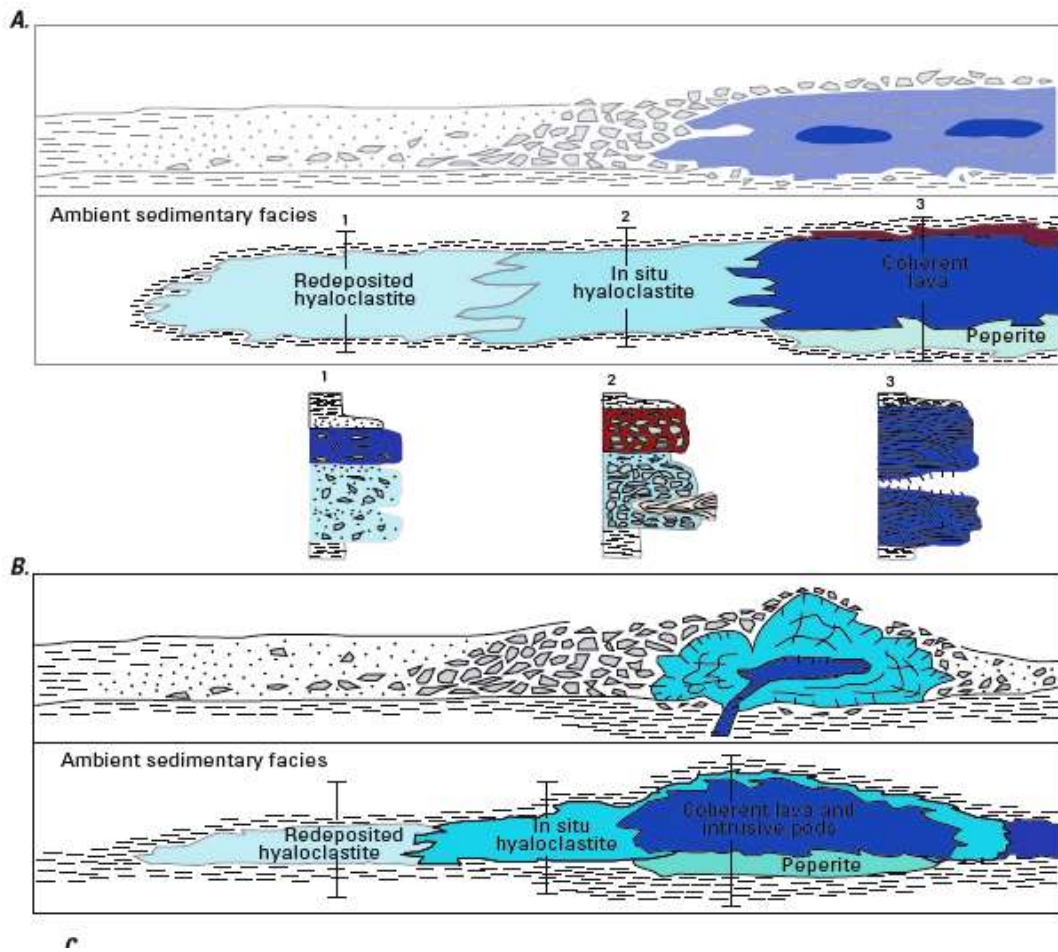 A.
Ambient sedimentary facies
1
2
3
Redeposited
hyaloclastite
In situ
hyaloclastite
Coherent
lava
Peperite
1
2
3
B.
Ambient sedimentary facies
Redeposited
hyaloclastite
In situ
hyaloclastite
Coherent lava and
intrusive pods
Peperite
C